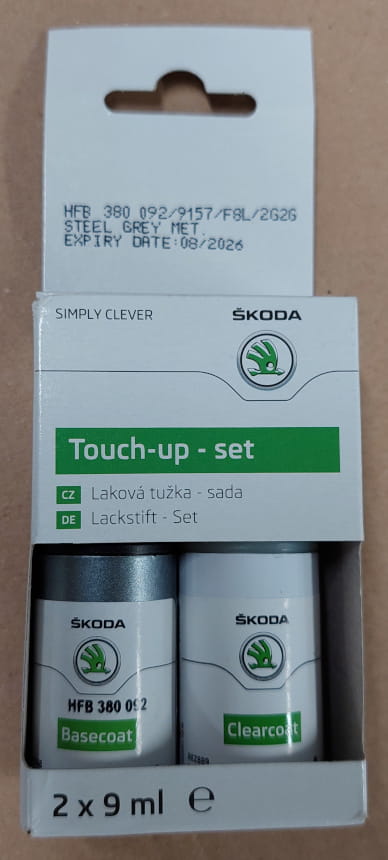 HFB 380 092/9157/F8L/2G2G
STEEL GREY MET.
EXPIRY DATE:08/2026
SIMPLY CLEVER
ŠKODA
Touch-up - set
CZ Laková tužka - sada
DE Lackstift - Set
ŠKODA
HFB 380 092
Basecoat
ŠKODA
Clearcoat
2 x 9 ml ℮